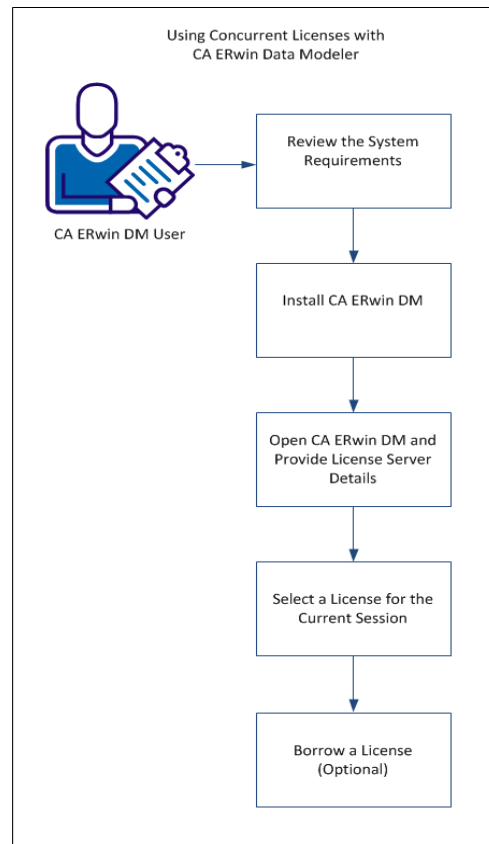 Using Concurrent Licenses with
CA ERwin Data Modeler
Review the System
Requirements
CA ERwin DM User
Install CA ERwin DM
Open CA ERwin DM and
Provide License Server
Details
Select a License for the
Current Session
Borrow a License
(Optional)